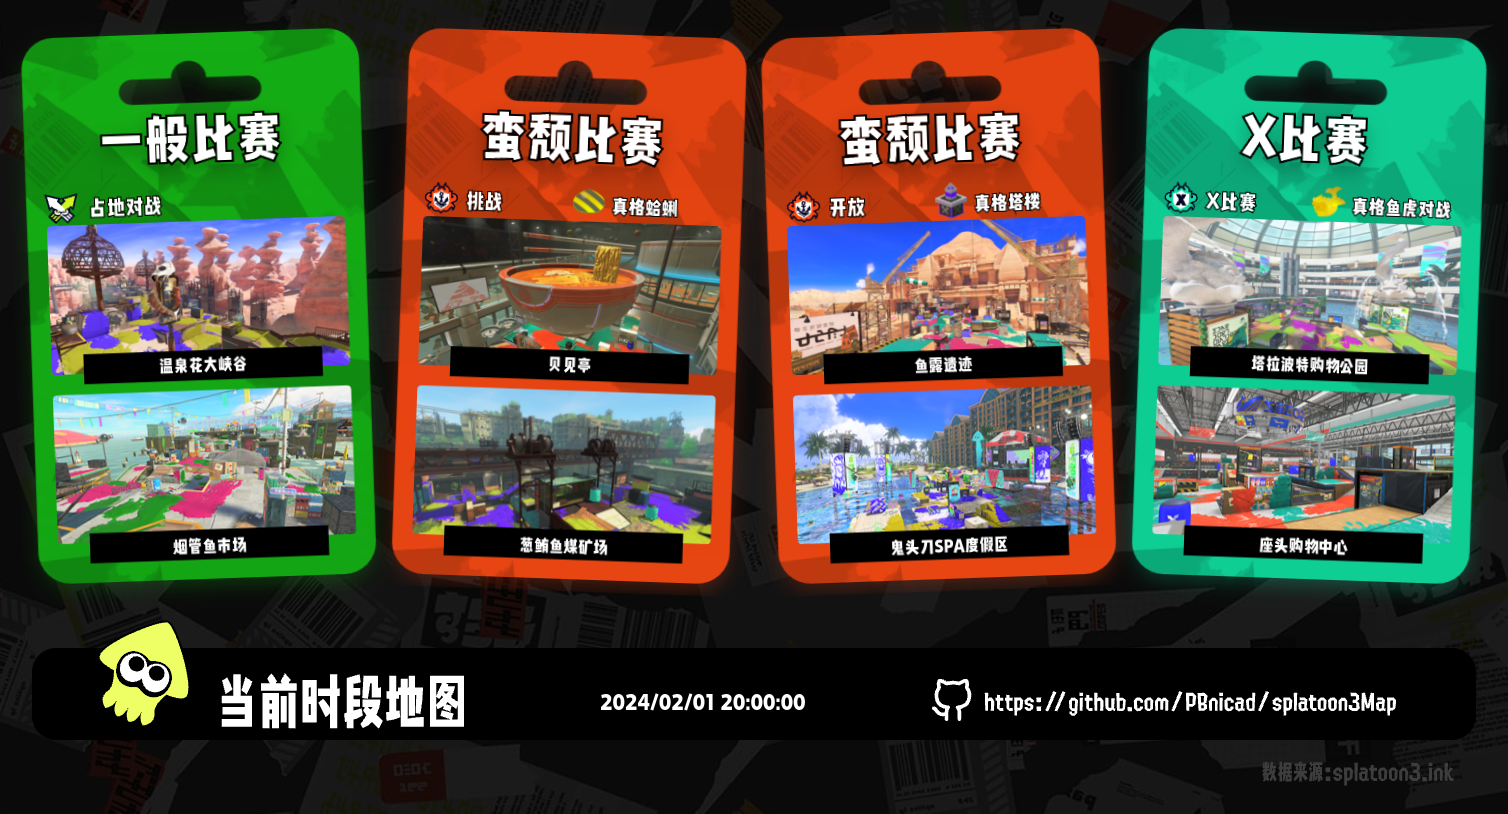 一般比赛
占地对战
温泉花大峡谷
烟管鱼市场
蛮颓比赛
挑战
真格蛤蜊
贝见亭
葱鲔鱼煤矿场
蛮颓比赛
开放
真格塔楼
鱼露遗迹
鬼头刀SPA度假区
X比赛
X比赛
真格鱼虎对战
塔拉波特购物公园
座头购物中心
当前时段地图
2024/02/01 20:00:00
https://github.com/PBnicad/splatoon3Map
数据来源:splatoon3.ink